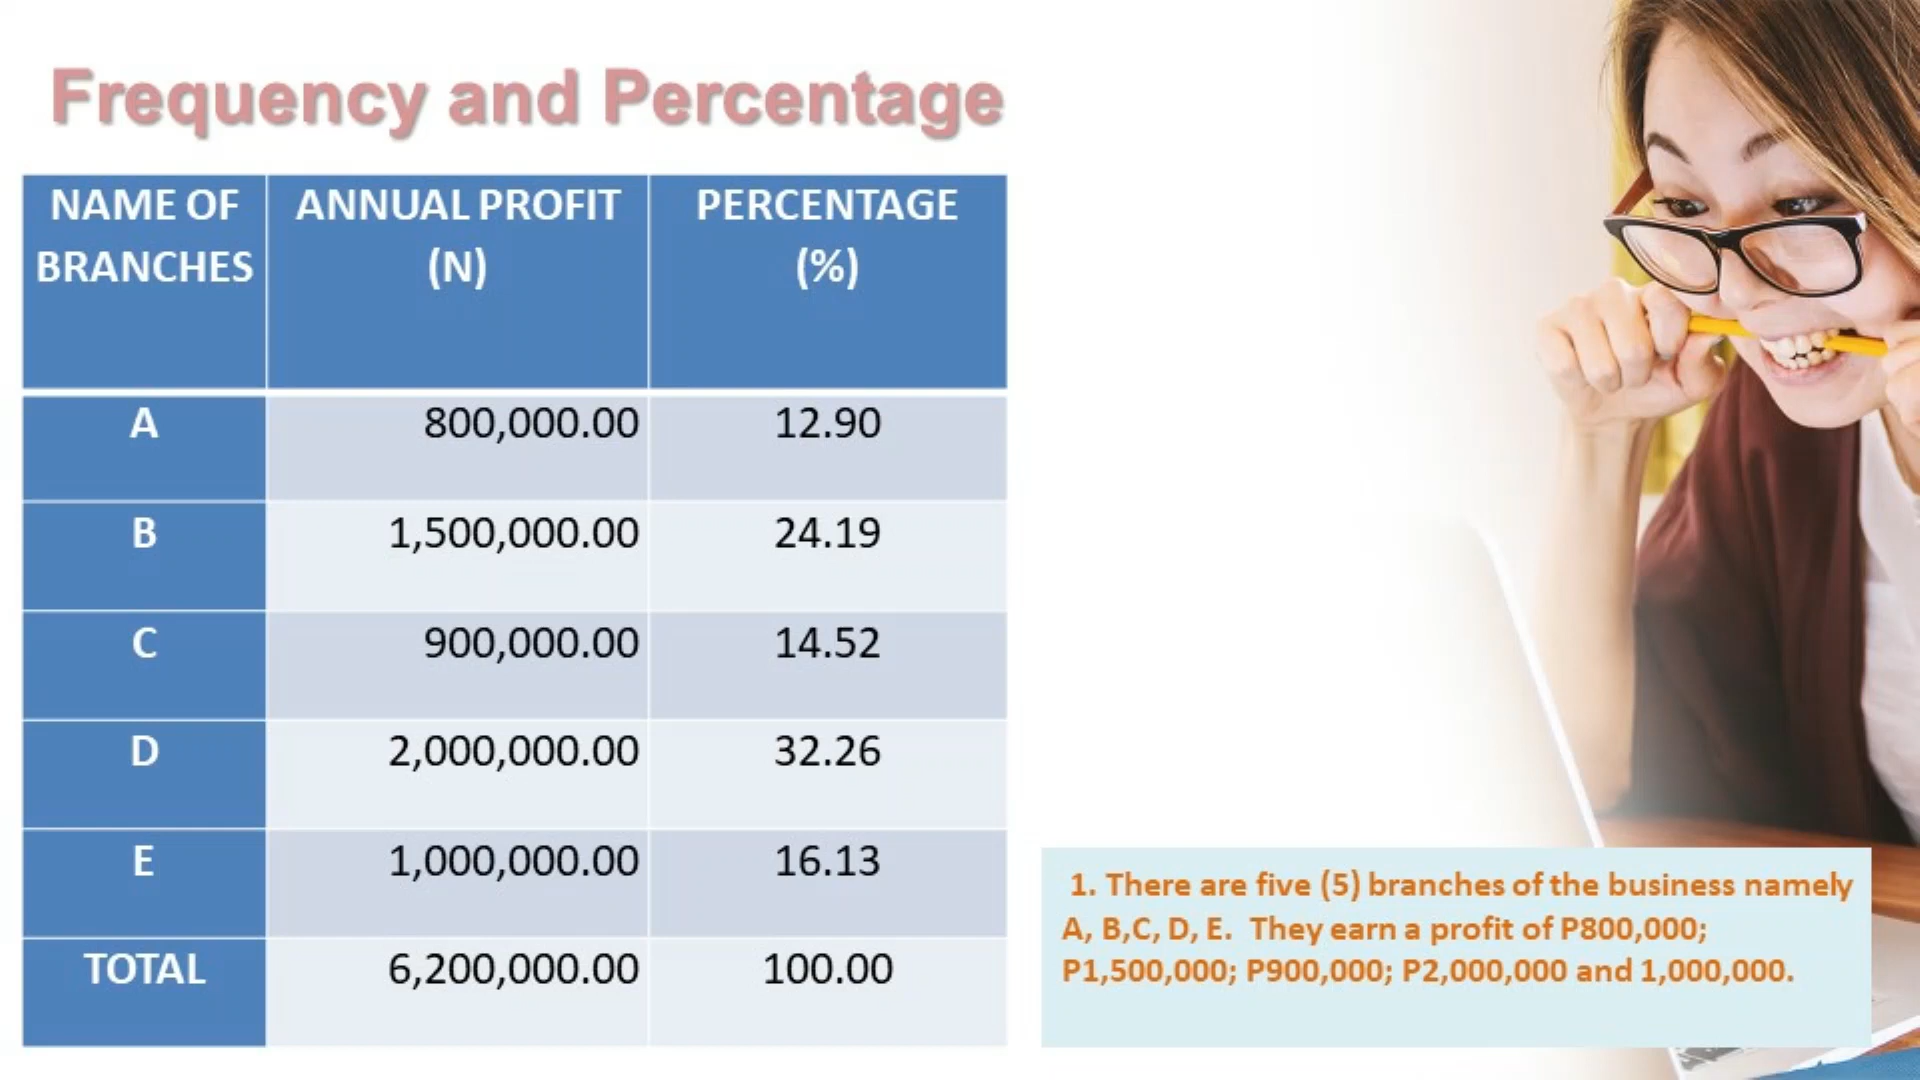 Frequency and Percentage
NAME OF BRANCHES ANNUAL PROFIT (N) PERCENTAGE (%)
A 800,000.00 12.90
B 1,500,000.00 24.19
C 900,000.00 14.52
D 2,000,000.00 32.26
E 1,000,000.00 16.13
TOTAL 6,200,000.00 100.00
1. There are five (5) branches of the business namely
A, B,C, D, E. They earn a profit of P800,000;
P1,500,000; P900,000; P2,000,000 and 1,000,000.